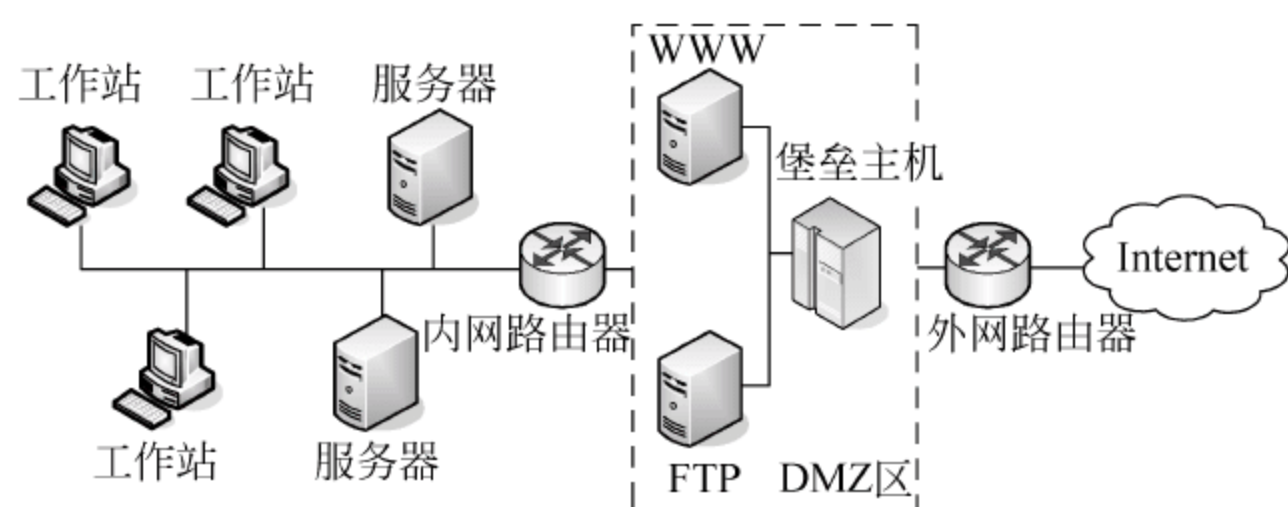 工作站
工作站
服务器
WWW
堡垒主机
Internet
内网路由器
外网路由器
工作站
服务器
FTP
DMZ区